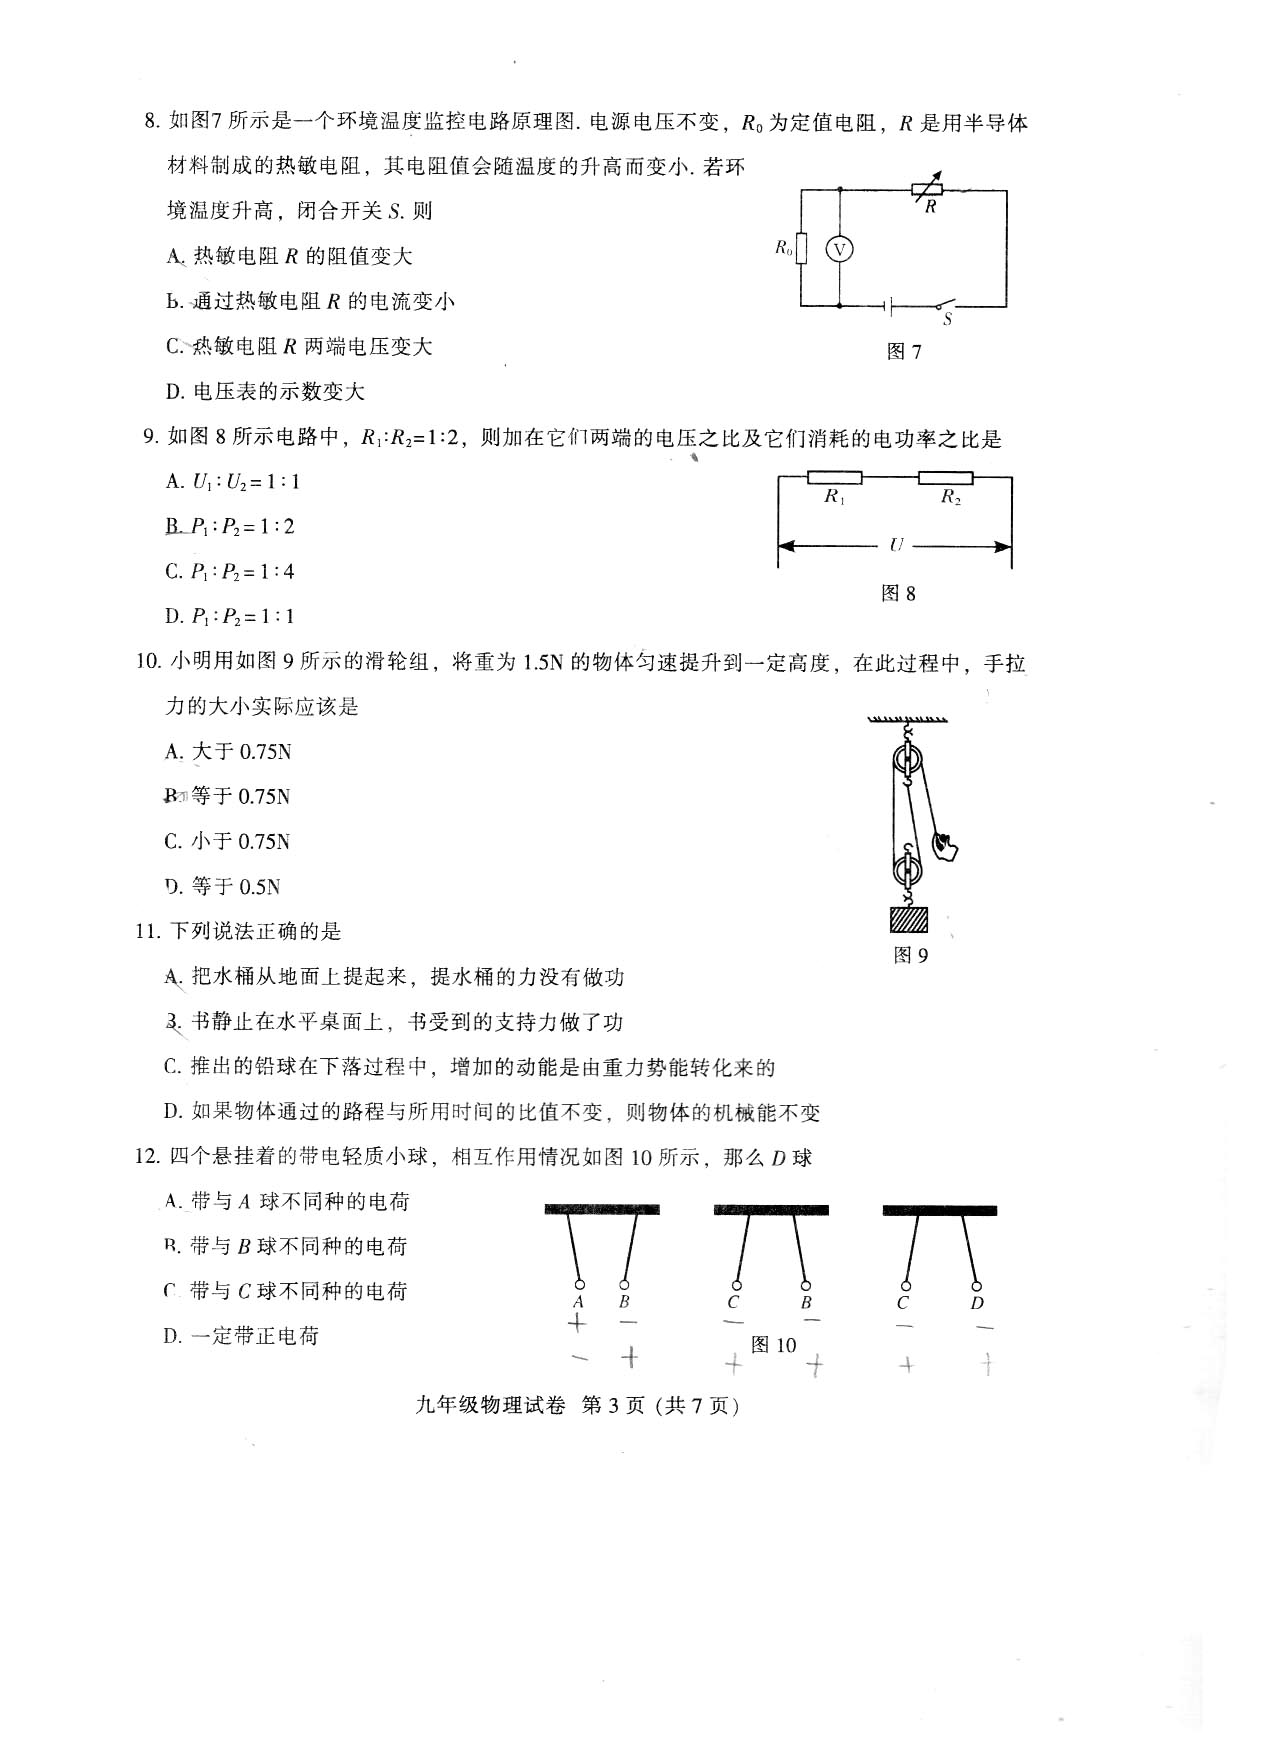 8. 如图7 所示是一个环境温度监控电路原理图. 电源电压不变，R₀ 为定值电阻，R 是用半导体
材料制成的热敏电阻，其电阻值会随温度的升高而变小. 若环
境温度升高，闭合开关 S. 则
A. 热敏电阻 R 的阻值变大
B. 通过热敏电阻 R 的电流变小
C. 热敏电阻 R 两端电压变大
D. 电压表的示数变大
R
R₀
V
S
图 7
9. 如图 8 所示电路中，R₁:R₂=1:2，则加在它们两端的电压之比及它们消耗的电功率之比是
A. U₁:U₂=1:1
B. P₁:P₂=1:2
C. P₁:P₂=1:4
D. P₁:P₂=1:1
R₁ R₂
U
图 8
10. 小明用如图 9 所示的滑轮组，将重为 1.5N 的物体匀速提升到一定高度，在此过程中，手拉
力的大小实际应该是
A. 大于 0.75N
B. 等于 0.75N
C. 小于 0.75N
D. 等于 0.5N
图 9
11. 下列说法正确的是
A. 把水桶从地面上提起来，提水桶的力没有做功
B. 书静止在水平桌面上，书受到的支持力做了功
C. 推出的铅球在下落过程中，增加的动能是由重力势能转化来的
D. 如果物体通过的路程与所用时间的比值不变，则物体的机械能不变
12. 四个悬挂着的带电轻质小球，相互作用情况如图 10 所示，那么 D 球
A. 带与 A 球不同种的电荷
B. 带与 B 球不同种的电荷
C 带与 C 球不同种的电荷
D. 一定带正电荷
A B C B C D
+ − − − − −
− + + + + +
图 10
九年级物理试卷 第 3 页 (共 7 页)